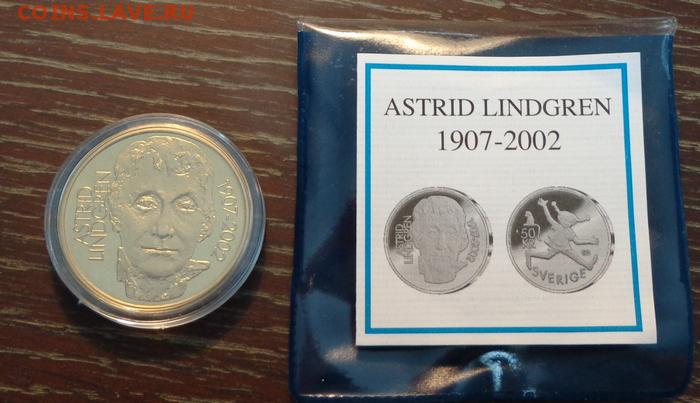 COINS.LAVE.RU
ASTRID
LINDGREN
1907-2002
ASTRID LINDGREN
1907-2002
ASTRID
LINDGREN
1907-2002
50
KR
SVERIGE